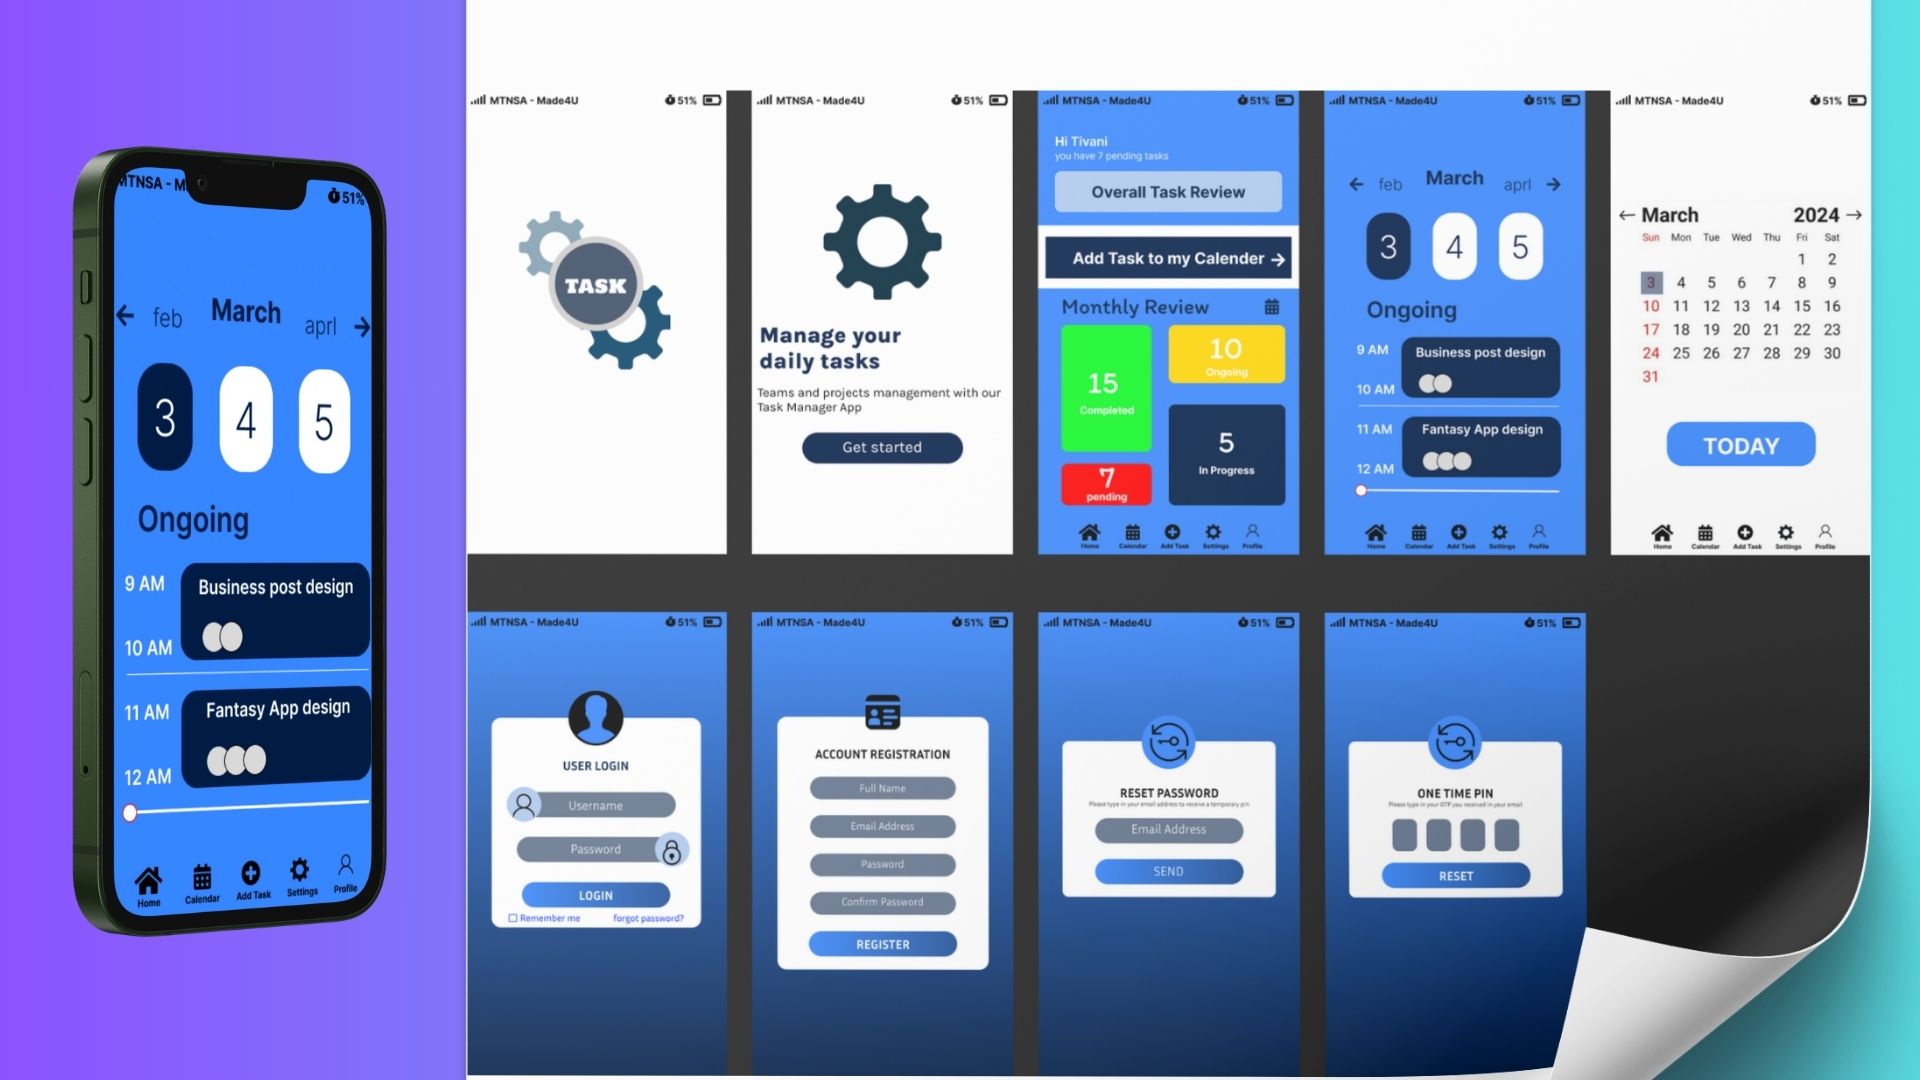 MTNSA - M
51%
feb
March
aprl
3
4
5
Ongoing
9 AM
Business post design
10 AM
11 AM
Fantasy App design
12 AM
Home
Calendar
Add Task
Settings
Profile
MTNSA - Made4U
51%
TASK
MTNSA - Made4U
51%
Manage your
daily tasks
Teams and projects management with our
Task Manager App
Get started
MTNSA - Made4U
51%
Hi Tivani
you have 7 pending tasks
Overall Task Review
Add Task to my Calender
Monthly Review
15
Completed
10
Ongoing
7
pending
5
In Progress
Home
Calendar
Add Task
Settings
Profile
MTNSA - Made4U
51%
feb
March
aprl
3
4
5
Ongoing
9 AM
Business post design
10 AM
11 AM
Fantasy App design
12 AM
Home
Calendar
Add Task
Settings
Profile
MTNSA - Made4U
51%
March 2024
Sun Mon Tue Wed Thu Fri Sat
1 2
3 4 5 6 7 8 9
10 11 12 13 14 15 16
17 18 19 20 21 22 23
24 25 26 27 28 29 30
31
TODAY
Home
Calendar
Add Task
Settings
Profile
MTNSA - Made4U
51%
USER LOGIN
Username
Password
LOGIN
Remember me
forgot password?
MTNSA - Made4U
51%
ACCOUNT REGISTRATION
Full Name
Email Address
Password
Confirm Password
REGISTER
MTNSA - Made4U
51%
RESET PASSWORD
Please type in your email address to receive a temporary pin
Email Address
SEND
MTNSA - Made4U
51%
ONE TIME PIN
Please type in your OTP you received in your email
RESET